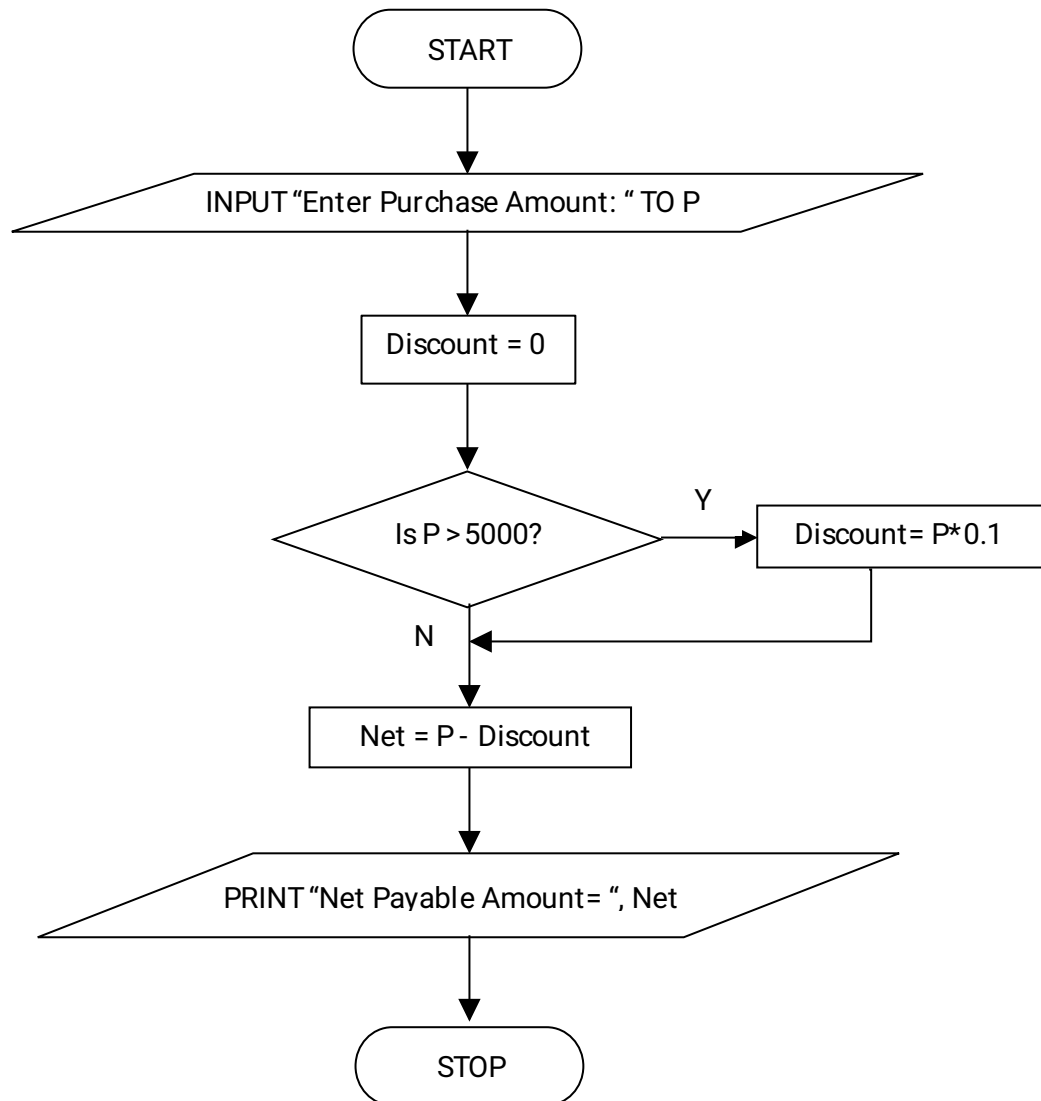 START
INPUT “Enter Purchase Amount: “ TO P
Discount = 0
Is P > 5000?
Y
Discount= P*0.1
N
Net = P - Discount
PRINT “Net Payable Amount= “, Net
STOP